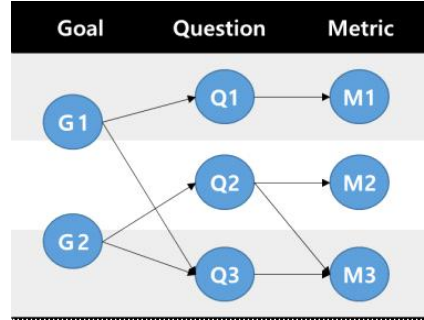 Goal Question Metric
G1 Q1 M1
Q2 M2
G2 Q3 M3